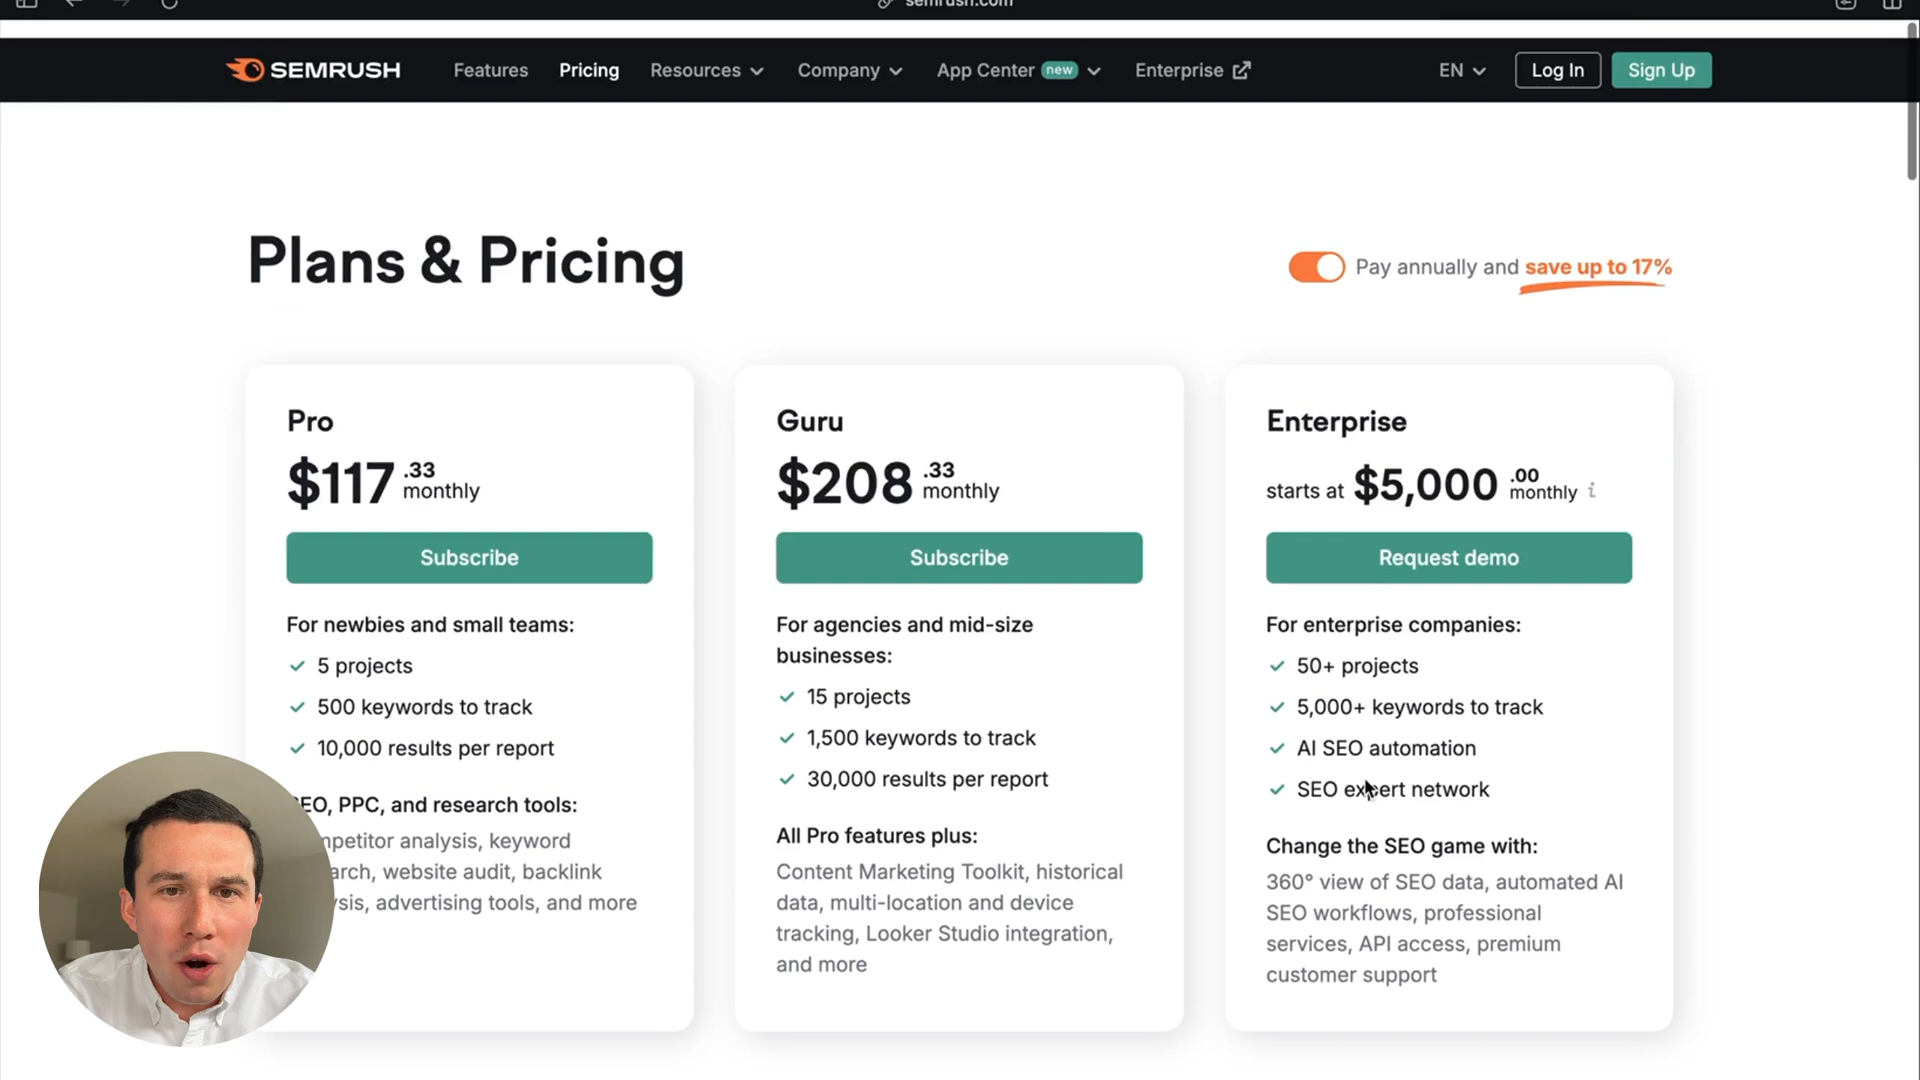 SEMRUSH Features Pricing Resources Company App Center new Enterprise EN Log In Sign Up
Plans & Pricing
Pay annually and save up to 17%
Pro
$117.33 monthly
Subscribe
For newbies and small teams:
5 projects
500 keywords to track
10,000 results per report
SEO, PPC, and research tools:
keyword
website audit, backlink
advertising tools, and more
Guru
$208.33 monthly
Subscribe
For agencies and mid-size
businesses:
15 projects
1,500 keywords to track
30,000 results per report
All Pro features plus:
Content Marketing Toolkit, historical
data, multi-location and device
tracking, Looker Studio integration,
and more
Enterprise
starts at $5,000.00 monthly i
Request demo
For enterprise companies:
50+ projects
5,000+ keywords to track
AI SEO automation
SEO expert network
Change the SEO game with:
360° view of SEO data, automated AI
SEO workflows, professional
services, API access, premium
customer support